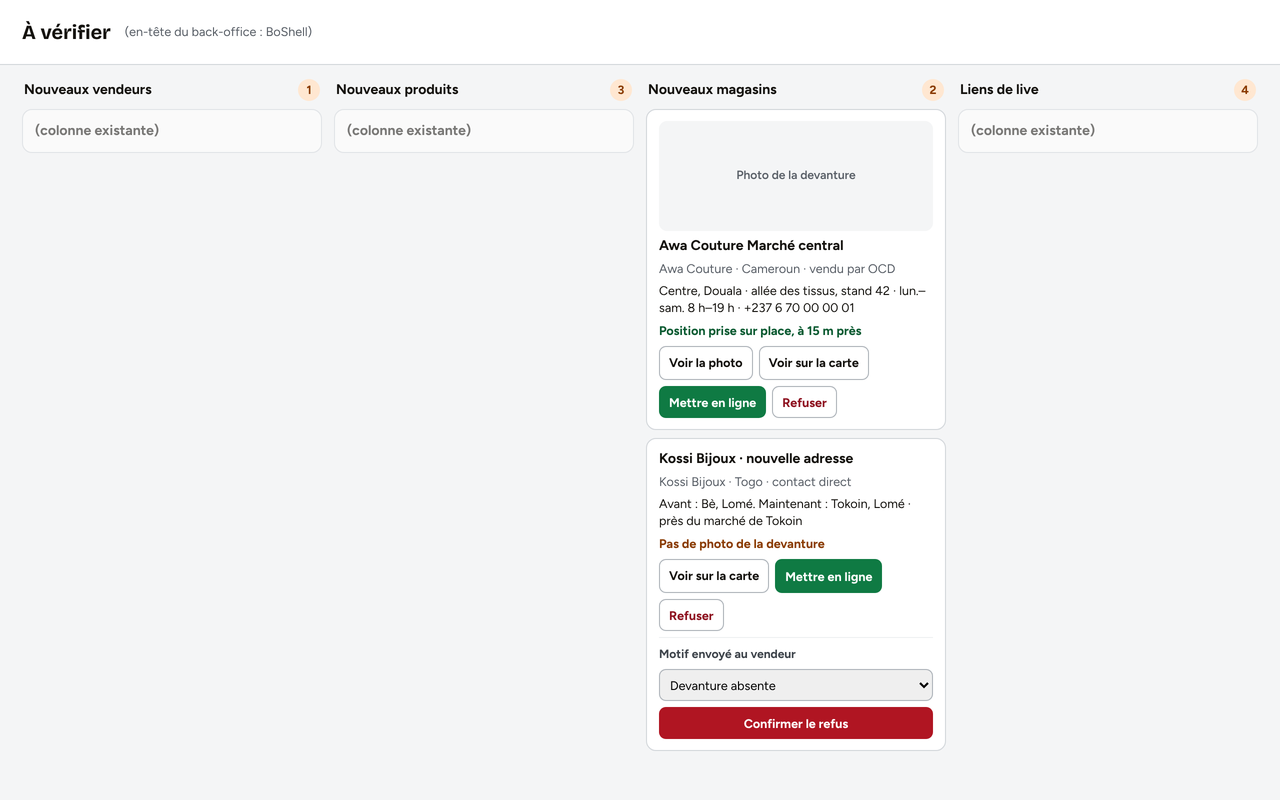 À vérifier
(en-tête du back-office : BoShell)
Nouveaux vendeurs
1
(colonne existante)
Nouveaux produits
3
(colonne existante)
Nouveaux magasins
2
Photo de la devanture
Awa Couture Marché central
Awa Couture · Cameroun · vendu par OCD
Centre, Douala · allée des tissus, stand 42 · lun.–
sam. 8 h–19 h · +237 6 70 00 00 01
Position prise sur place, à 15 m près
Voir la photo
Voir sur la carte
Mettre en ligne
Refuser
Kossi Bijoux · nouvelle adresse
Kossi Bijoux · Togo · contact direct
Avant : Bè, Lomé. Maintenant : Tokoin, Lomé ·
près du marché de Tokoin
Pas de photo de la devanture
Voir sur la carte
Mettre en ligne
Refuser
Motif envoyé au vendeur
Devanture absente
Confirmer le refus
Liens de live
4
(colonne existante)